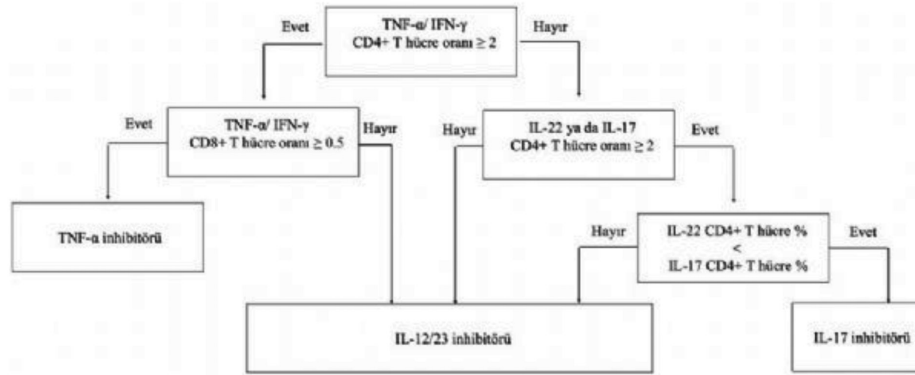 Evet
TNF-α/ IFN-γ
CD4+ T hücre oranı ≥ 2
Hayır
Evet
TNF-α/ IFN-γ
CD8+ T hücre oranı ≥ 0.5
Hayır
Hayır
IL-22 ya da IL-17
CD4+ T hücre oranı ≥ 2
Evet
TNF-α inhibitörü
Hayır
IL-22 CD4+ T hücre %
<
IL-17 CD4+ T hücre %
Evet
IL-12/23 inhibitörü
IL-17 inhibitörü